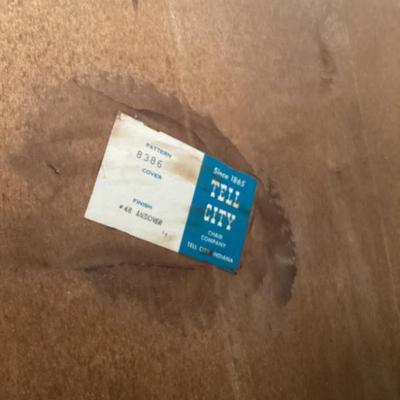 PATTERN
8386
COVER
FINISH
#48 ANDOVER
Since 1865
TELL
CITY
CHAIR
COMPANY
TELL CITY INDIANA